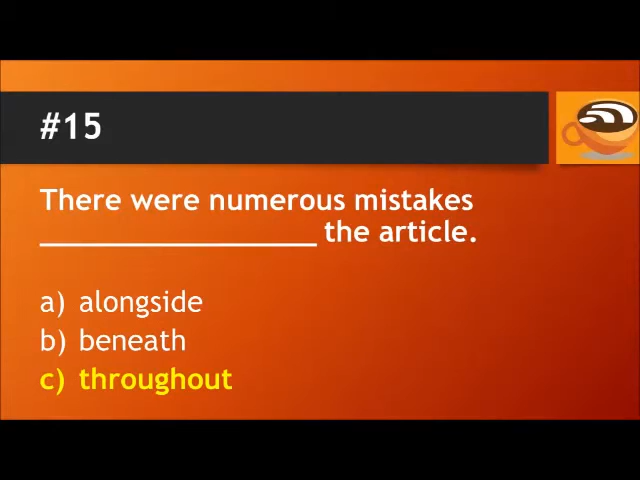 #15
There were numerous mistakes
__________________ the article.
a) alongside
b) beneath
c) throughout